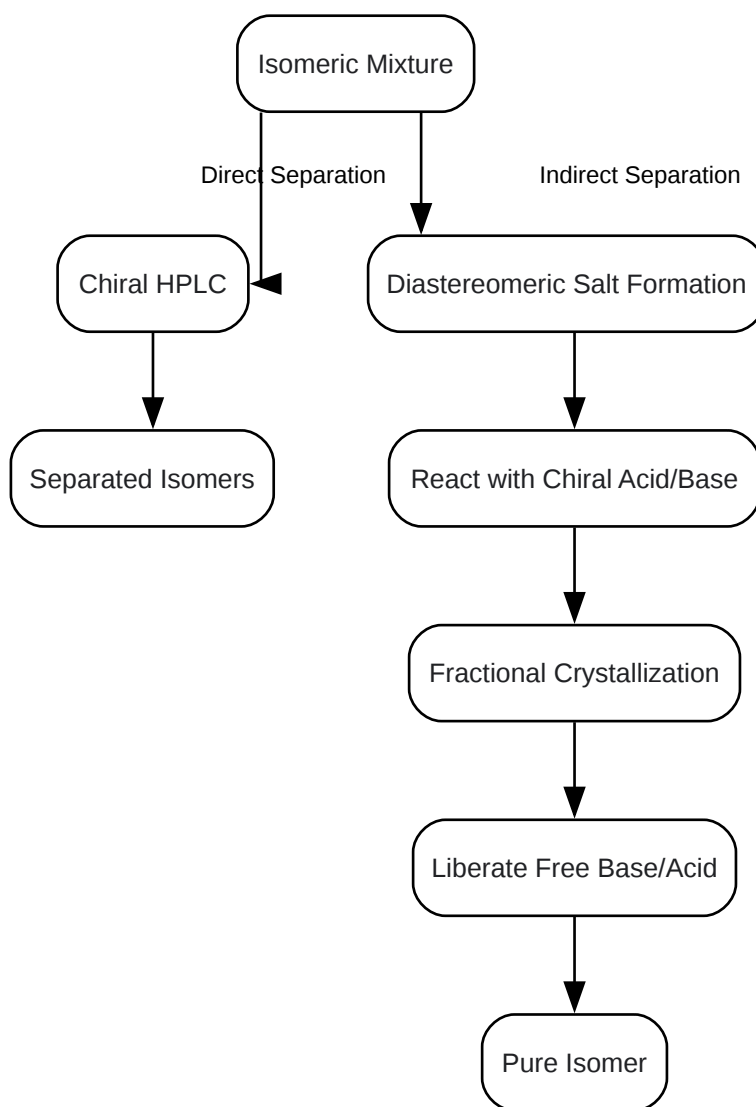 Isomeric Mixture
Direct Separation
Indirect Separation
Chiral HPLC
Diastereomeric Salt Formation
Separated Isomers
React with Chiral Acid/Base
Fractional Crystallization
Liberate Free Base/Acid
Pure Isomer